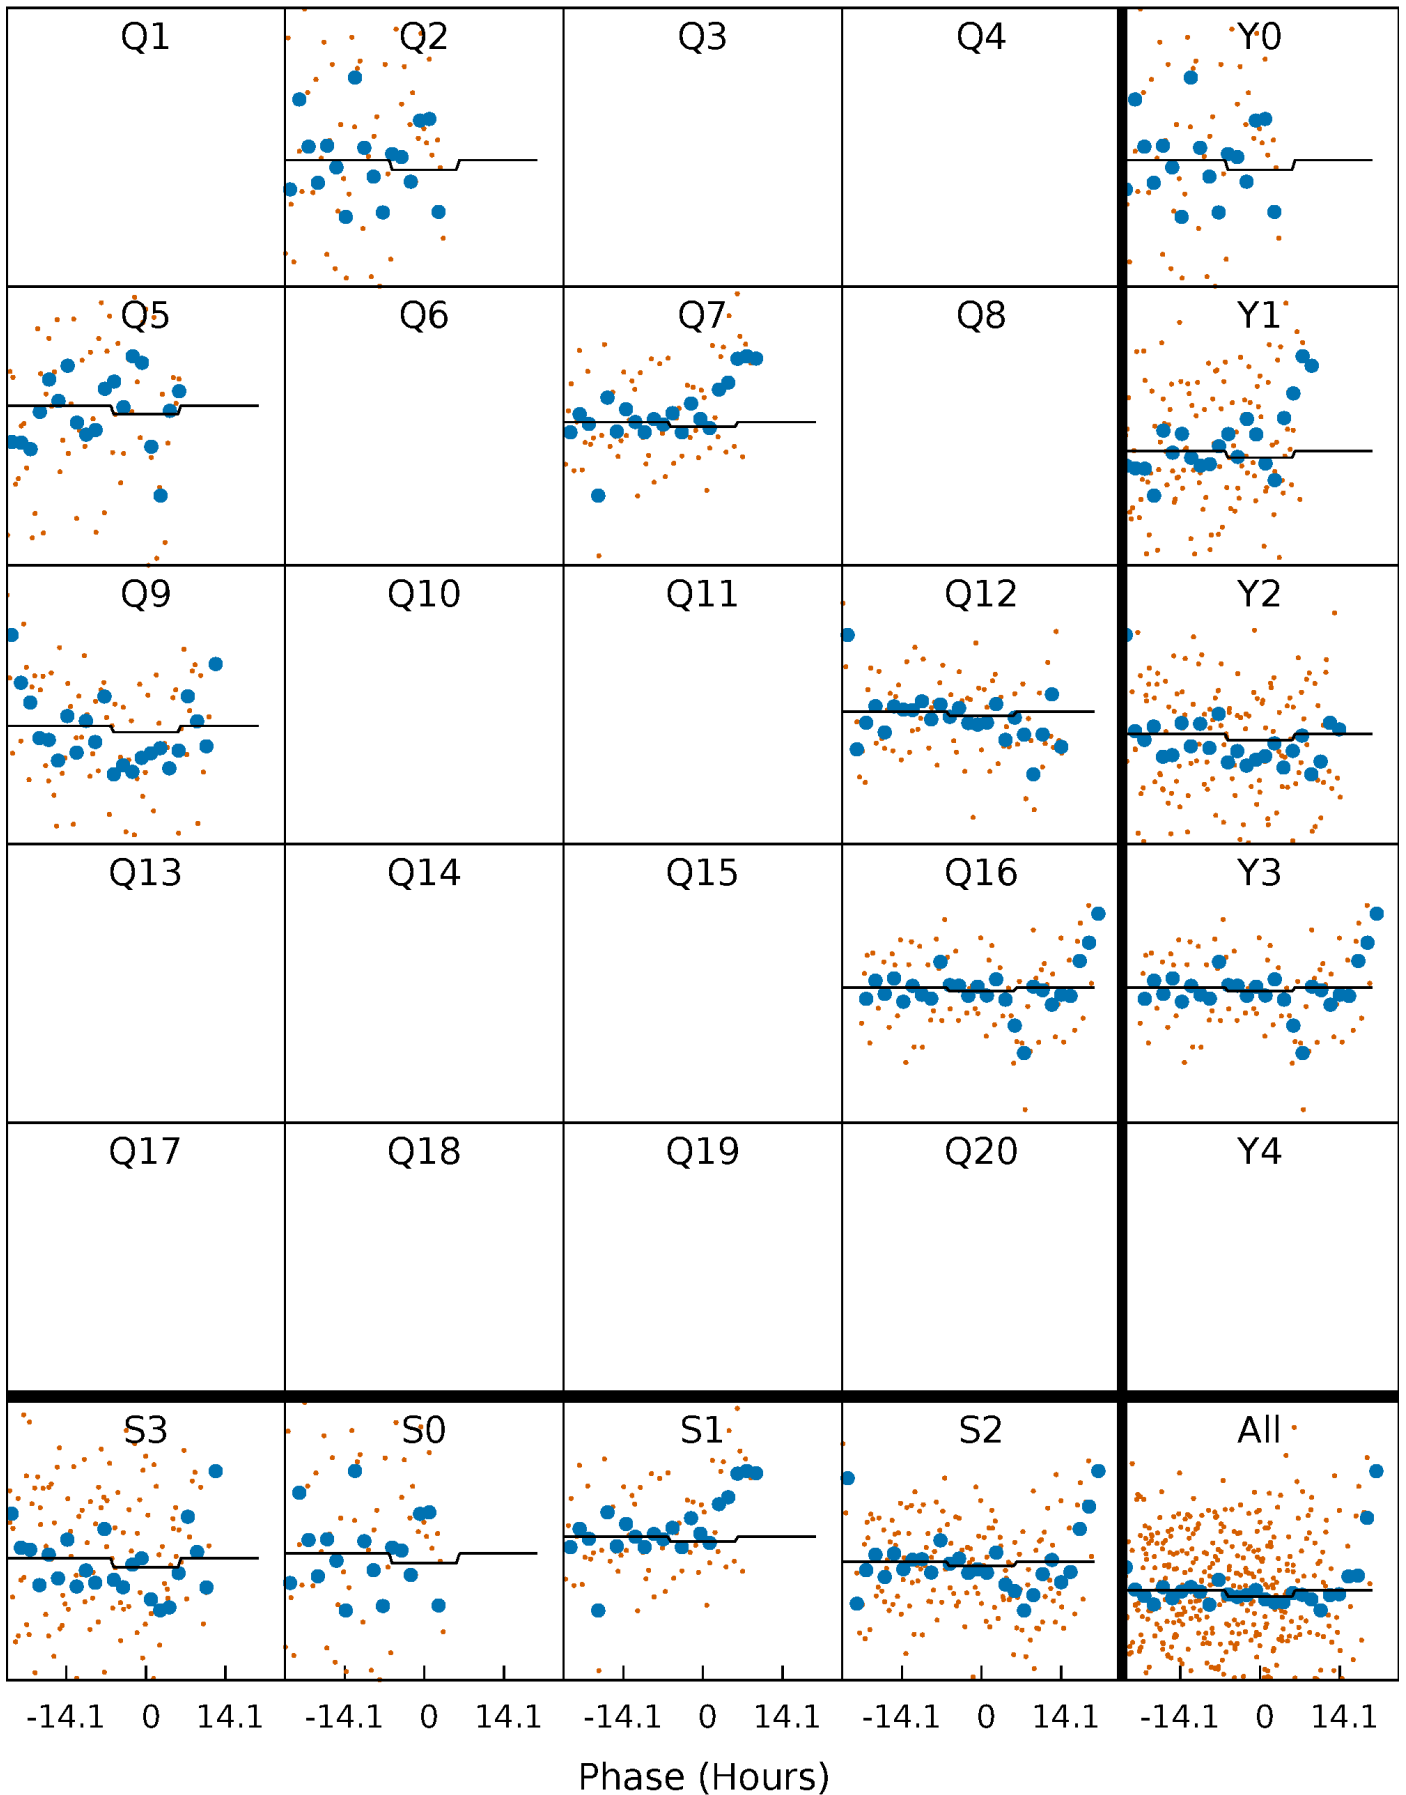 Q1 Q2 Q3 Q4 Y0
Q5 Q6 Q7 Q8 Y1
Q9 Q10 Q11 Q12 Y2
Q13 Q14 Q15 Q16 Y3
Q17 Q18 Q19 Q20 Y4
S3 S0 S1 S2 All
-14.1 0 14.1 -14.1 0 14.1 -14.1 0 14.1 -14.1 0 14.1 -14.1 0 14.1
Phase (Hours)